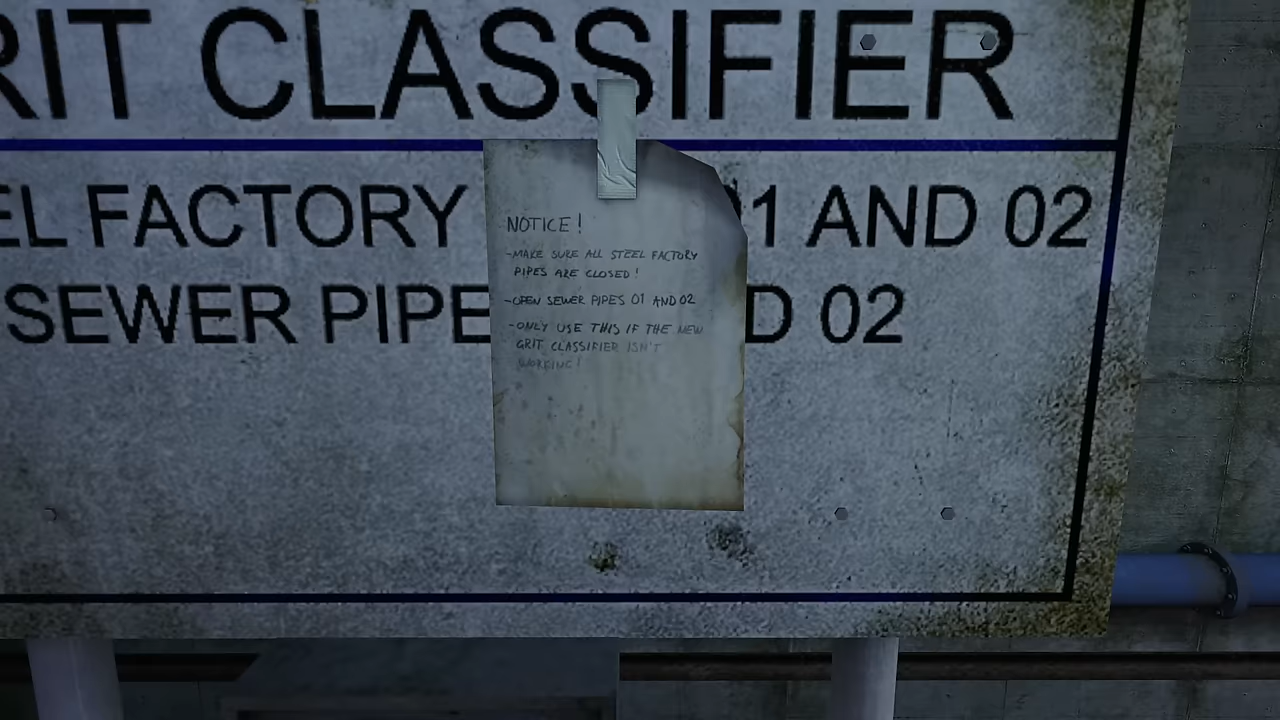 RIT CLASSIFIER
EL FACTORY 1 AND 02
SEWER PIPE D 02
NOTICE!
-MAKE SURE ALL STEEL FACTORY
PIPES ARE CLOSED!
-OPEN SEWER PIPES 01 AND 02
-ONLY USE THIS IF THE NEW
GRIT CLASSIFIER ISN'T
WORKING!